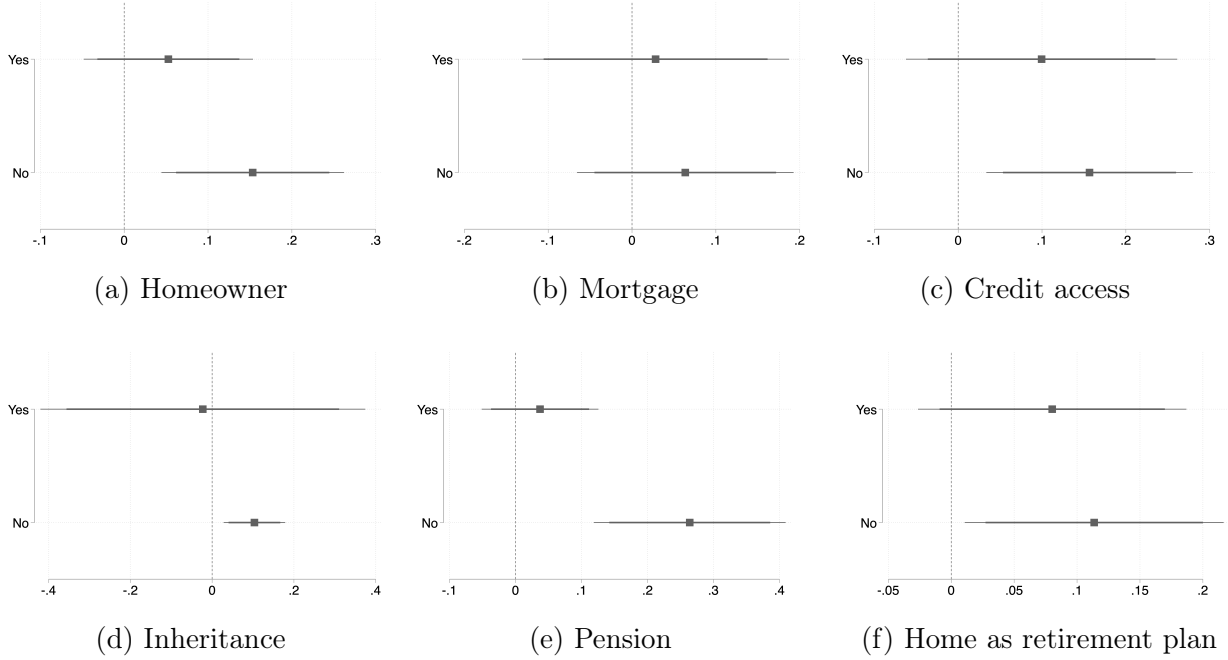 Yes
No
-.1 0 .1 .2 .3
(a) Homeowner
Yes
No
-.2 -.1 0 .1 .2
(b) Mortgage
Yes
No
-.1 0 .1 .2 .3
(c) Credit access
Yes
No
-.4 -.2 0 .2 .4
(d) Inheritance
Yes
No
-.1 0 .1 .2 .3 .4
(e) Pension
Yes
No
-.05 0 .05 .1 .15 .2
(f) Home as retirement plan